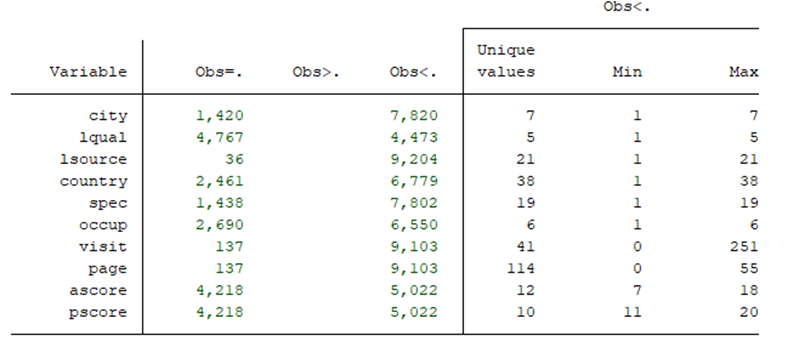 Obs<.
Unique
Variable Obs=. Obs>. Obs<. values Min Max
city 1,420 7,820 7 1 7
lqual 4,767 4,473 5 1 5
lsource 36 9,204 21 1 21
country 2,461 6,779 38 1 38
spec 1,438 7,802 19 1 19
occup 2,690 6,550 6 1 6
visit 137 9,103 41 0 251
page 137 9,103 114 0 55
ascore 4,218 5,022 12 7 18
pscore 4,218 5,022 10 11 20